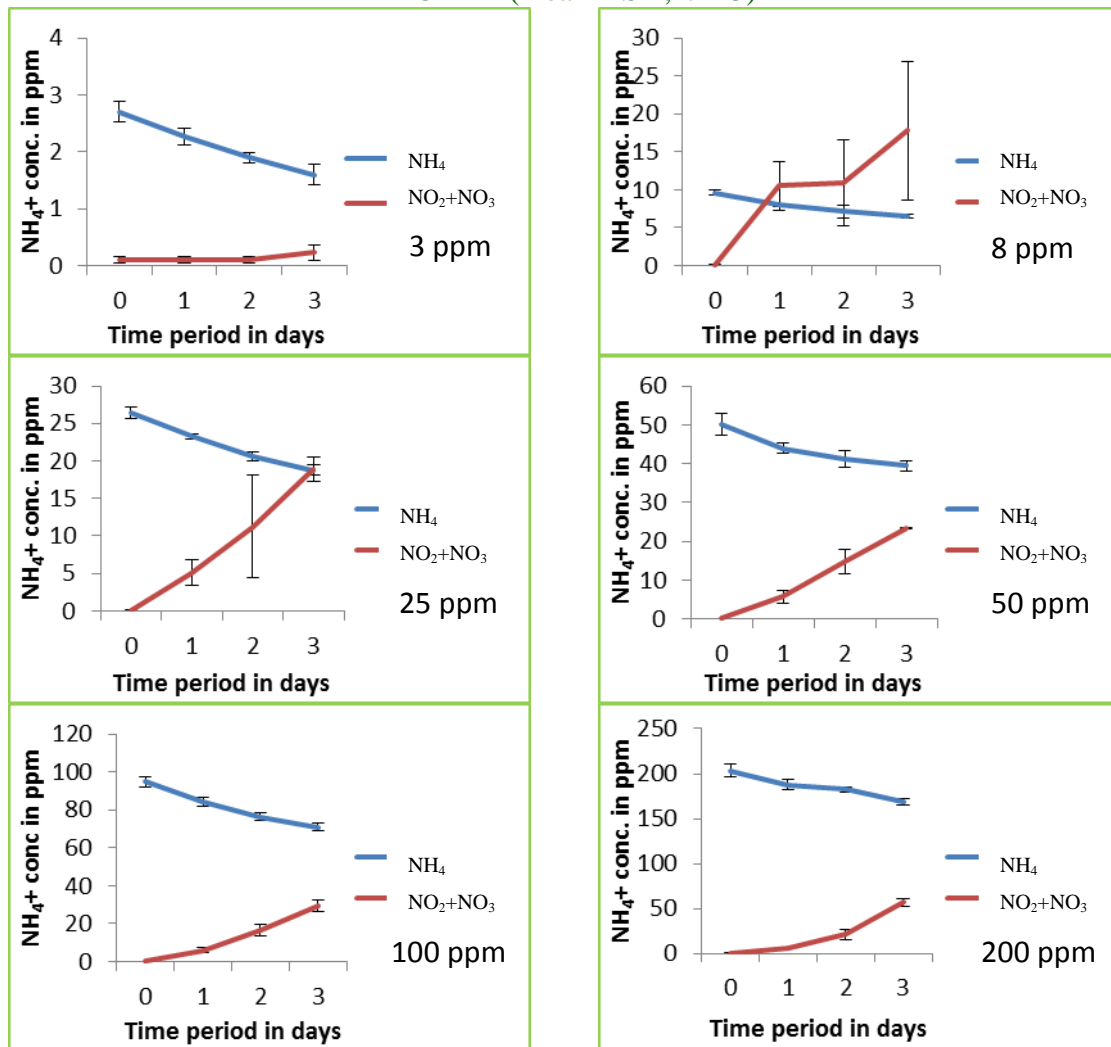 4
3
2
1
0
NH₄+ conc. in ppm
0 1 2 3
Time period in days
NH₄
NO₂+NO₃
3 ppm
30
25
20
15
10
5
0
NH₄+ conc. in ppm
0 1 2 3
Time period in days
NH₄
NO₂+NO₃
8 ppm
30
25
20
15
10
5
0
NH₄+ conc. in ppm
0 1 2 3
Time period in days
NH₄
NO₂+NO₃
25 ppm
60
50
40
30
20
10
0
NH₄+ conc. in ppm
0 1 2 3
Time period in days
NH₄
NO₂+NO₃
50 ppm
120
100
80
60
40
20
0
NH₄+ conc in ppm
0 1 2 3
Time period in days
NH₄
NO₂+NO₃
100 ppm
250
200
150
100
50
0
NH₄+ conc. in ppm
0 1 2 3
Time period in days
NH₄
NO₂+NO₃
200 ppm